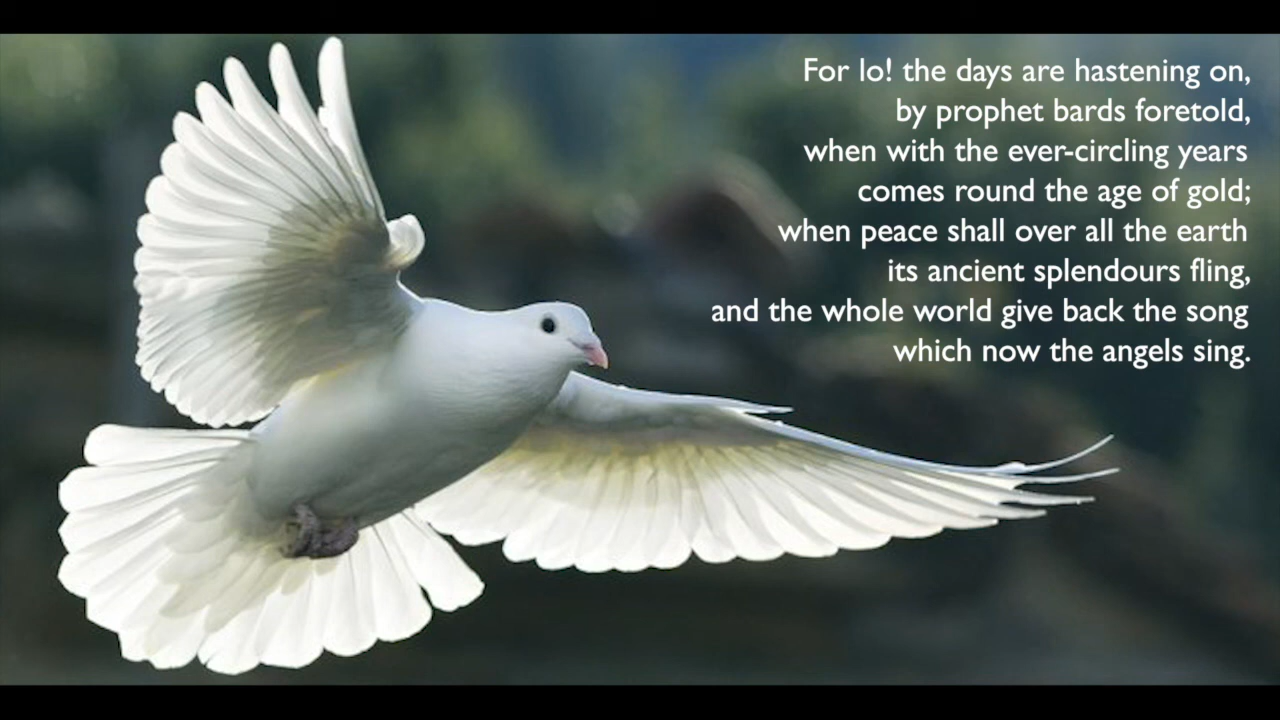 For lo! the days are hastening on,
by prophet bards foretold,
when with the ever-circling years
comes round the age of gold;
when peace shall over all the earth
its ancient splendours fling,
and the whole world give back the song
which now the angels sing.